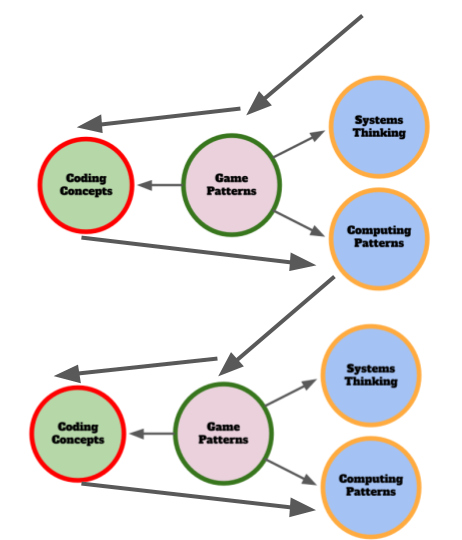 Systems
Thinking
Coding
Concepts
Game
Patterns
Computing
Patterns
Systems
Thinking
Coding
Concepts
Game
Patterns
Computing
Patterns